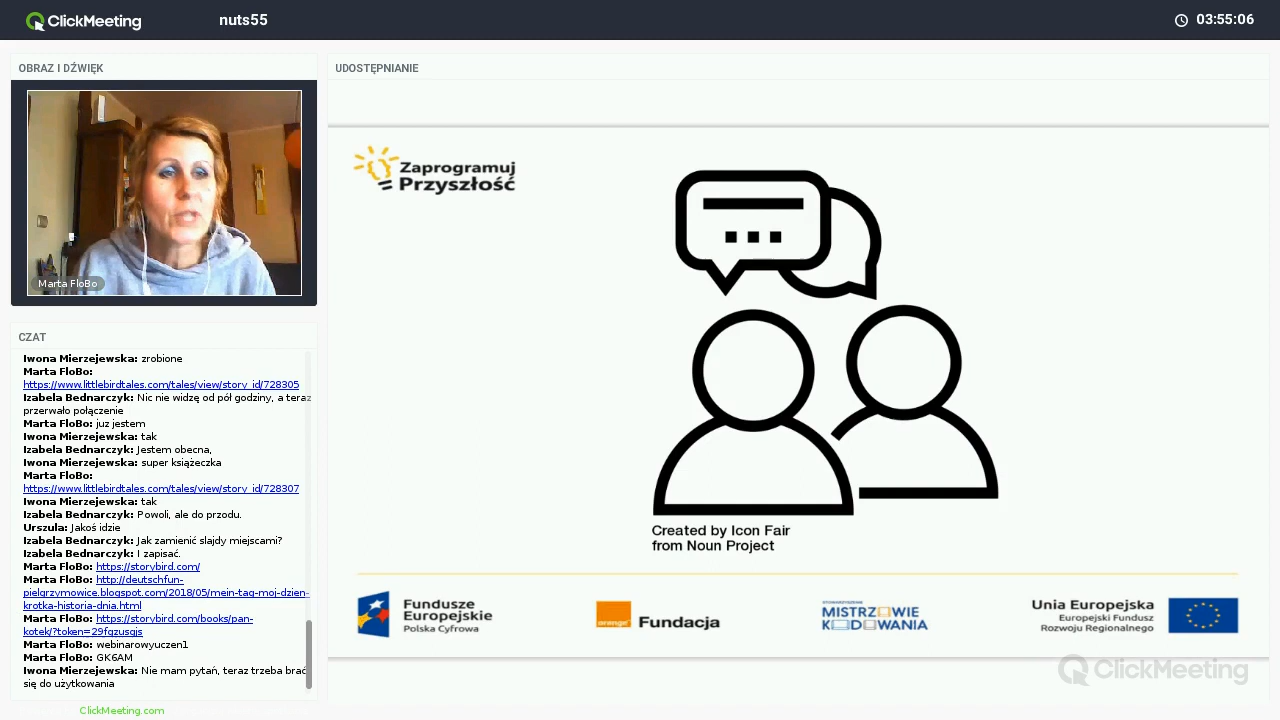 ClickMeeting
nuts55
03:55:06
OBRAZ I DŹWIĘK
Marta FloBo
CZAT
Iwona Mierzejewska: zrobione
Marta FloBo:
https://www.littlebirdtales.com/tales/view/story_id/728305
Izabela Bednarczyk: Nic nie widzę od pół godziny, a teraz
przerwało połączenie
Marta FloBo: juz jestem
Iwona Mierzejewska: tak
Izabela Bednarczyk: Jestem obecna,
Iwona Mierzejewska: super książeczka
Marta FloBo:
https://www.littlebirdtales.com/tales/view/story_id/728307
Iwona Mierzejewska: tak
Izabela Bednarczyk: Powoli, ale do przodu.
Urszula: Jakoś idzie
Izabela Bednarczyk: Jak zamienić slajdy miejscami?
Izabela Bednarczyk: I zapisać.
Marta FloBo: https://storybird.com/
Marta FloBo: http://deutschfun-
pielgrzymowice.blogspot.com/2018/05/mein-tag-moj-dzien-
krotka-historia-dnia.html
Marta FloBo: https://storybird.com/books/pan-
kotek/?token=29fqzusqjs
Marta FloBo: webinarowyuczen1
Marta FloBo: GK6AM
Iwona Mierzejewska: Nie mam pytań, teraz trzeba brać
się do użytkowania
ClickMeeting.com
UDOSTĘPNIANIE
Zaprogramuj
Przyszłość
Created by Icon Fair
from Noun Project
Fundusze
Europejskie
Polska Cyfrowa
orange
Fundacja
STOWARZYSZENIE
MISTRZOWIE
KODOWANIA
Unia Europejska
Europejski Fundusz
Rozwoju Regionalnego
ClickMeeting